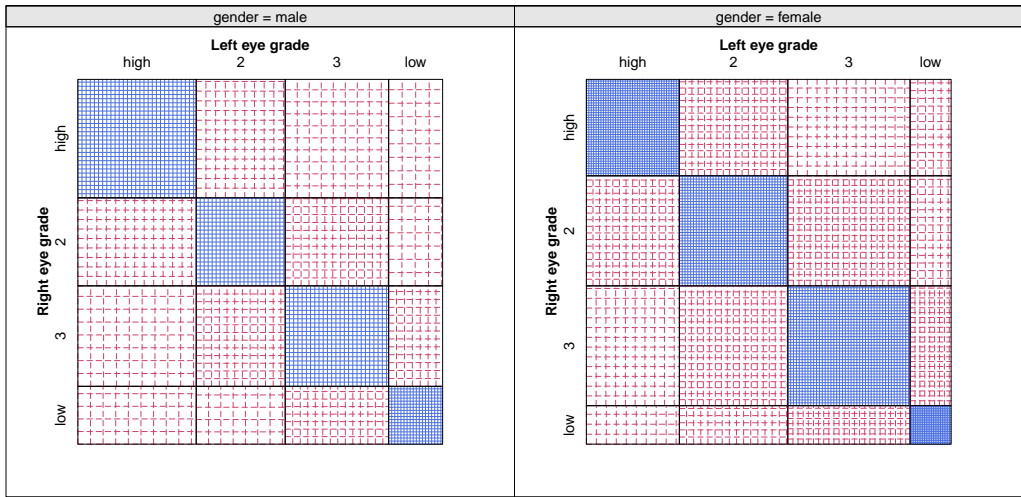 gender = male
Left eye grade
high 2 3 low
Right eye grade
high
2
3
low
gender = female
Left eye grade
high 2 3 low
Right eye grade
high
2
3
low